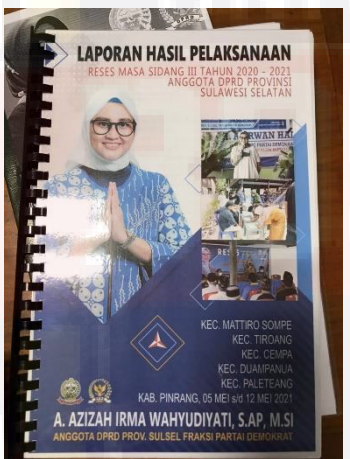 LAPORAN HASIL PELAKSANAAN
RESES MASA SIDANG III TAHUN 2020 - 2021
ANGGOTA DPRD PROVINSI
SULAWESI SELATAN
RESES
KEC. MATTIRO SOMPE
KEC. TIROANG
KEC. CEMPA
KEC. DUAMPANUA
KEC. PALETEANG
KAB. PINRANG, 05 MEI s/d 12 MEI 2021
A. AZIZAH IRMA WAHYUDIYATI, S.AP, M.SI
ANGGOTA DPRD PROV. SULSEL FRAKSI PARTAI DEMOKRAT